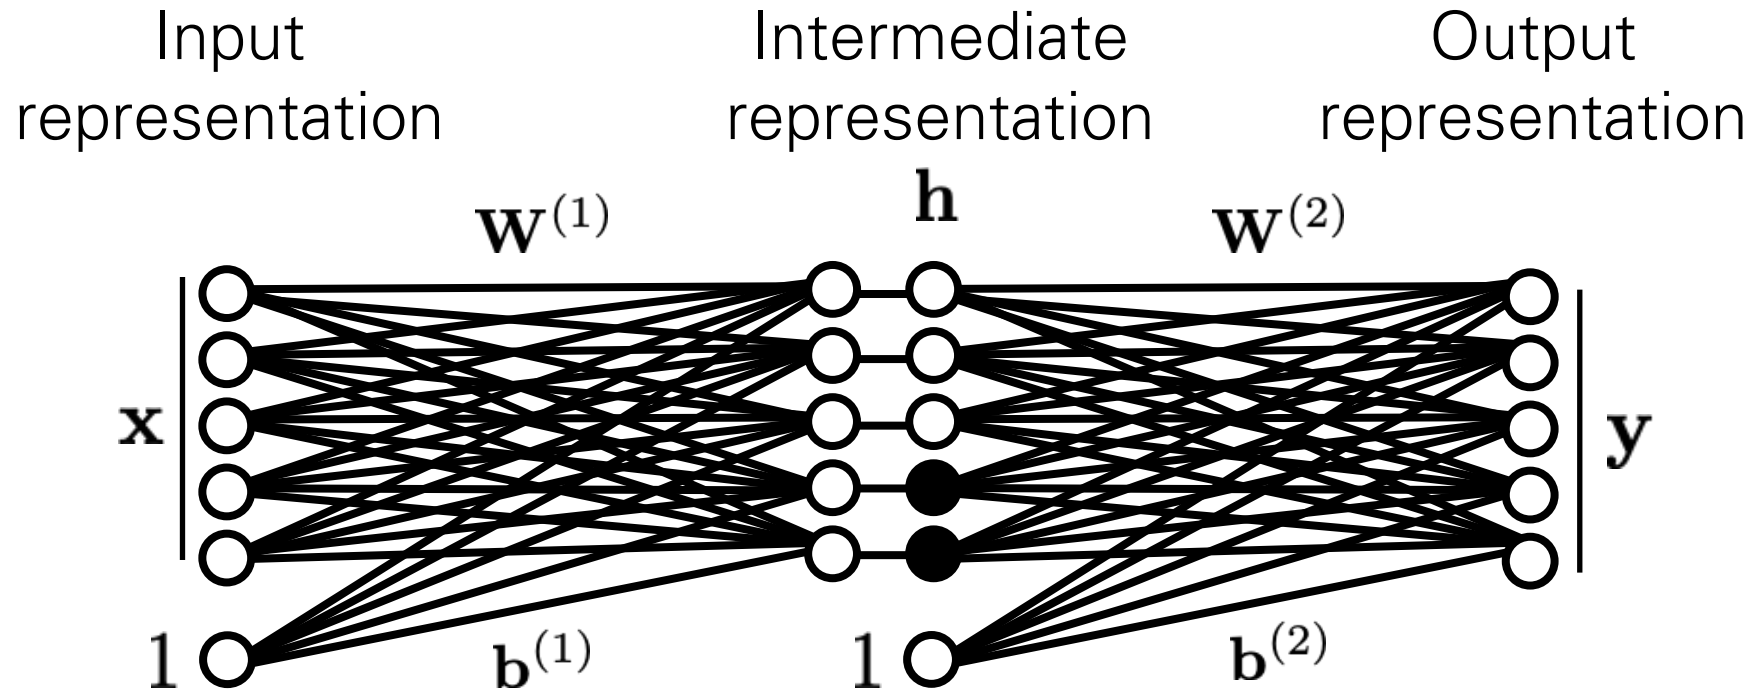 Input
representation
Intermediate
representation
Output
representation
h
W^(1)
W^(2)
x
y
1
b^(1)
1
b^(2)